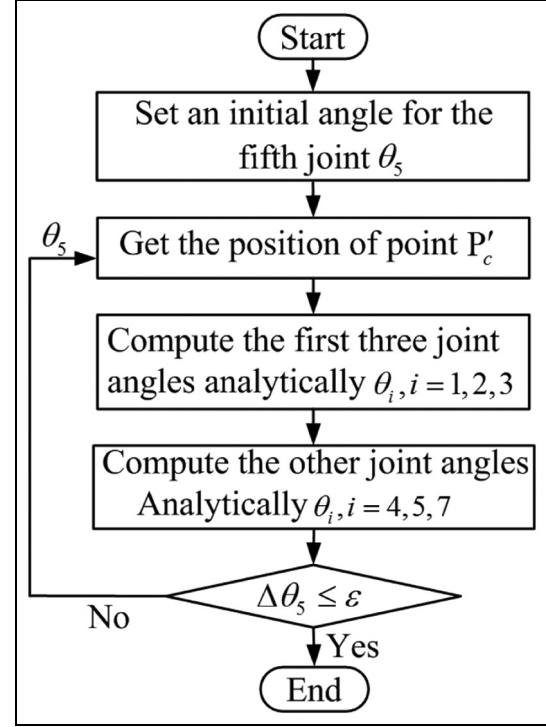 Start
Set an initial angle for the
fifth joint θ₅
θ₅
Get the position of point P′c
Compute the first three joint
angles analytically θᵢ, i = 1, 2, 3
Compute the other joint angles
Analytically θᵢ, i = 4, 5, 7
Δθ₅ ≤ ε
No
Yes
End